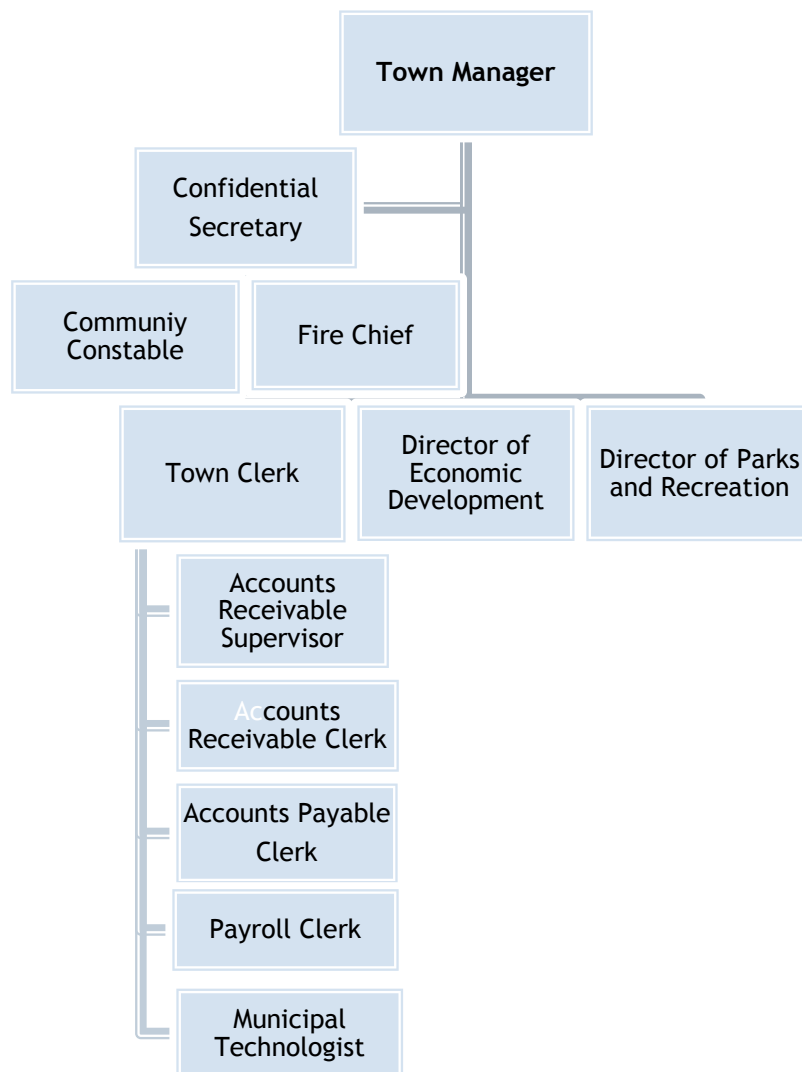 Town Manager
Confidential
Secretary
Communiy
Constable
Fire Chief
Town Clerk
Director of
Economic
Development
Director of Parks
and Recreation
Accounts
Receivable
Supervisor
Accounts
Receivable Clerk
Accounts Payable
Clerk
Payroll Clerk
Municipal
Technologist